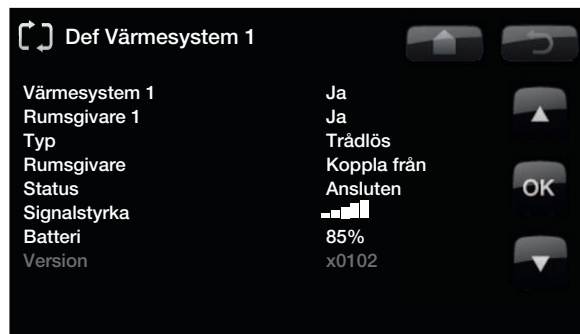 Def Värmesystem 1
Värmesystem 1 Ja
Rumsgivare 1 Ja
Typ Trådlös
Rumsgivare Koppla från
Status Ansluten
OK
Signalstyrka
Batteri 85%
Version x0102